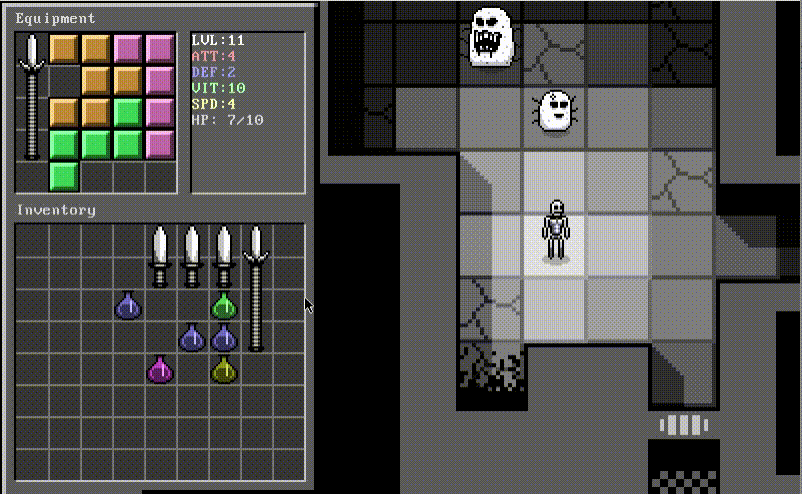 Equipment
LVL:11
ATT:4
DEF:2
VIT:10
SPD:4
HP: 7/10
Inventory